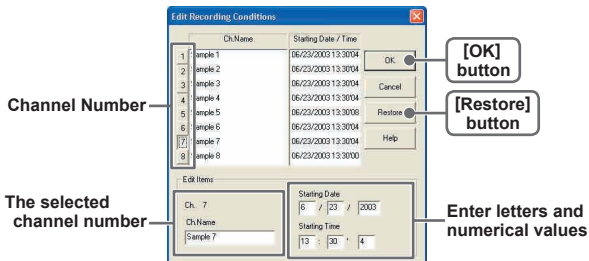 Edit Recording Conditions
Ch.Name Starting Date / Time
1 Sample 1 06/23/2003 13:30'04
2 Sample 2 06/23/2003 13:30'04
3 Sample 3 06/23/2003 13:30'04
4 Sample 4 06/23/2003 13:30'04
5 Sample 5 06/23/2003 13:30'08
6 Sample 6 06/23/2003 13:30'04
7 Sample 7 06/23/2003 13:30'04
8 Sample 8 06/23/2003 13:30'00
OK
Cancel
Restore
Help
[OK]
button
[Restore]
button
Channel Number
Edit Items
Ch. 7
Ch.Name
Sample 7
Starting Date
6 / 23 / 2003
Starting Time
13 : 30 ' 4
The selected
channel number
Enter letters and
numerical values